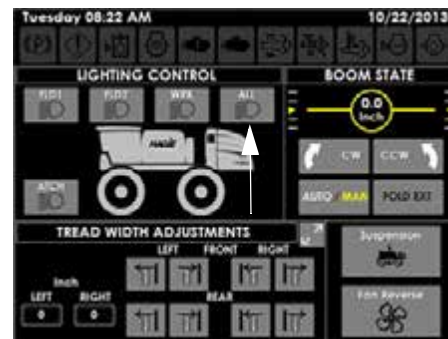 Tuesday 08:22 AM 10/22/2013
(P) (!)
LIGHTING CONTROL
FLD1 FLD2 WRK ALL
HAGIE
ATCH
BOOM STATE
0.0
Inch
CW CCW
AUTO / MAN FOLD EXT
TREAD WIDTH ADJUSTMENTS
LEFT FRONT RIGHT
REAR
Inch
LEFT RIGHT
0 0
Suspension
Fan Reverse